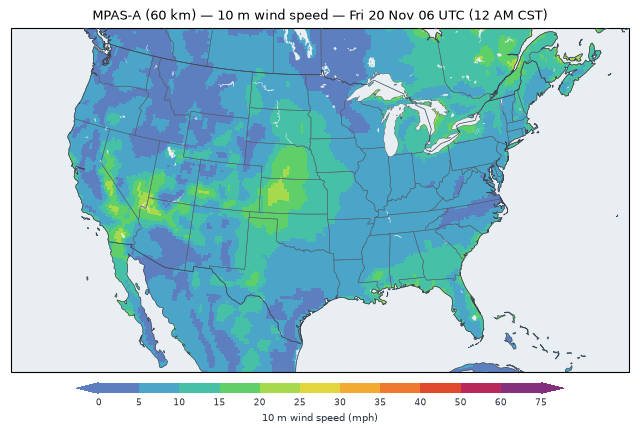 MPAS-A (60 km) — 10 m wind speed — Fri 20 Nov 06 UTC (12 AM CST)
0 5 10 15 20 25 30 35 40 50 60 75
10 m wind speed (mph)